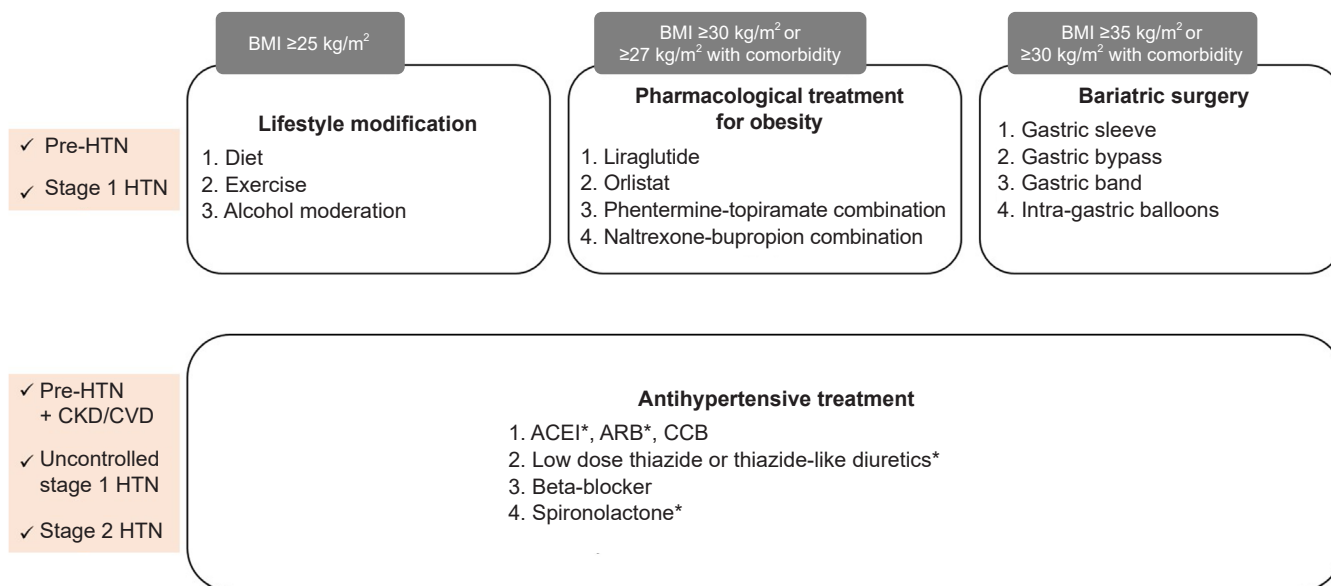 BMI ≥25 kg/m²
BMI ≥30 kg/m² or
≥27 kg/m² with comorbidity
BMI ≥35 kg/m² or
≥30 kg/m² with comorbidity
✓ Pre-HTN
✓ Stage 1 HTN
Lifestyle modification
1. Diet
2. Exercise
3. Alcohol moderation
Pharmacological treatment
for obesity
1. Liraglutide
2. Orlistat
3. Phentermine-topiramate combination
4. Naltrexone-bupropion combination
Bariatric surgery
1. Gastric sleeve
2. Gastric bypass
3. Gastric band
4. Intra-gastric balloons
✓ Pre-HTN
+ CKD/CVD
✓ Uncontrolled
stage 1 HTN
✓ Stage 2 HTN
Antihypertensive treatment
1. ACEI*, ARB*, CCB
2. Low dose thiazide or thiazide-like diuretics*
3. Beta-blocker
4. Spironolactone*